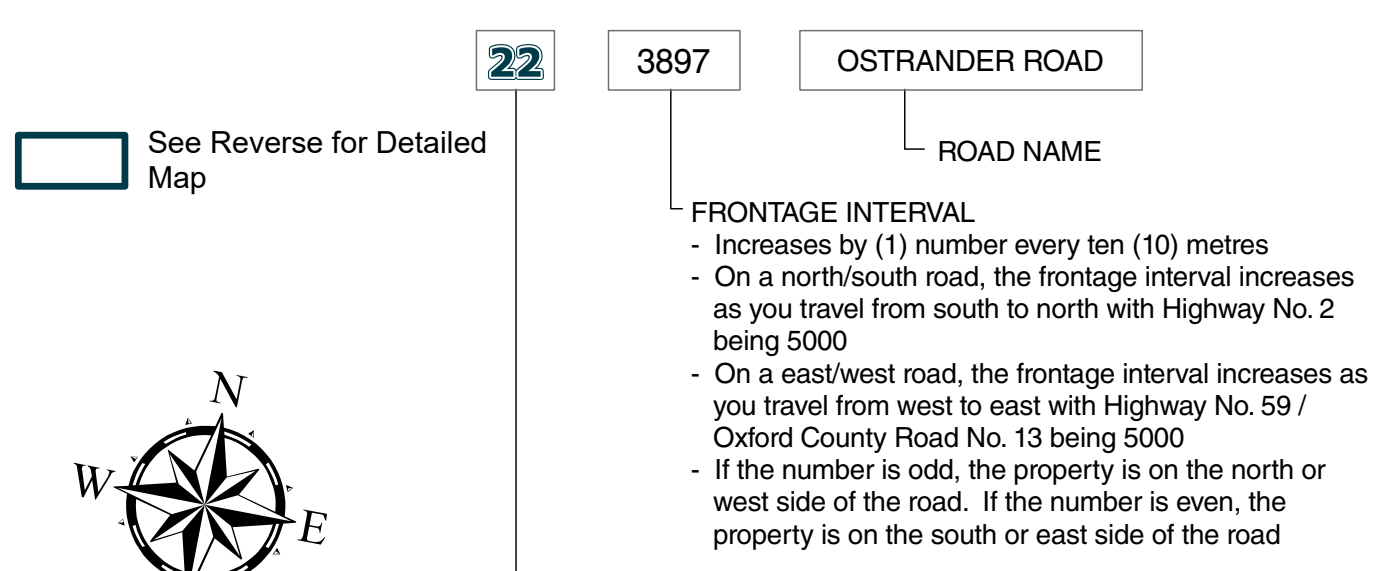 22 3897 OSTRANDER ROAD
See Reverse for Detailed
Map
ROAD NAME
FRONTAGE INTERVAL
- Increases by (1) number every ten (10) metres
- On a north/south road, the frontage interval increases
as you travel from south to north with Highway No. 2
being 5000
- On a east/west road, the frontage interval increases as
you travel from west to east with Highway No. 59 /
Oxford County Road No. 13 being 5000
- If the number is odd, the property is on the north or
west side of the road. If the number is even, the
property is on the south or east side of the road
N
W
E